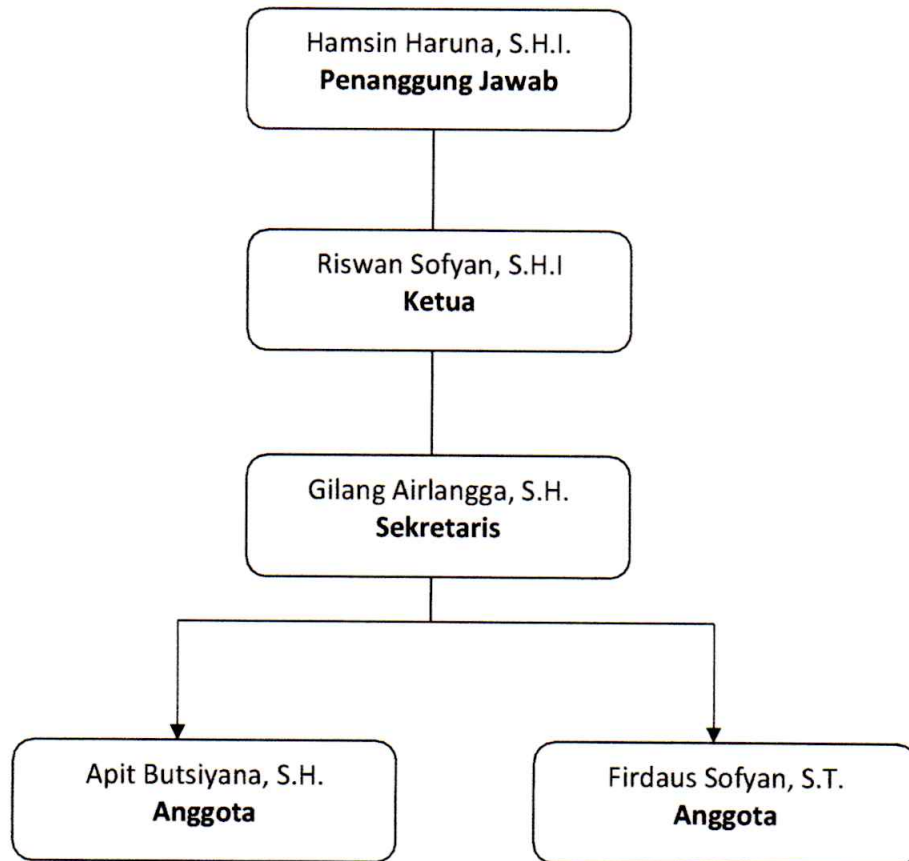 Hamsin Haruna, S.H.I.
Penanggung Jawab
Riswan Sofyan, S.H.I
Ketua
Gilang Airlangga, S.H.
Sekretaris
Apit Butsiyana, S.H.
Anggota
Firdaus Sofyan, S.T.
Anggota